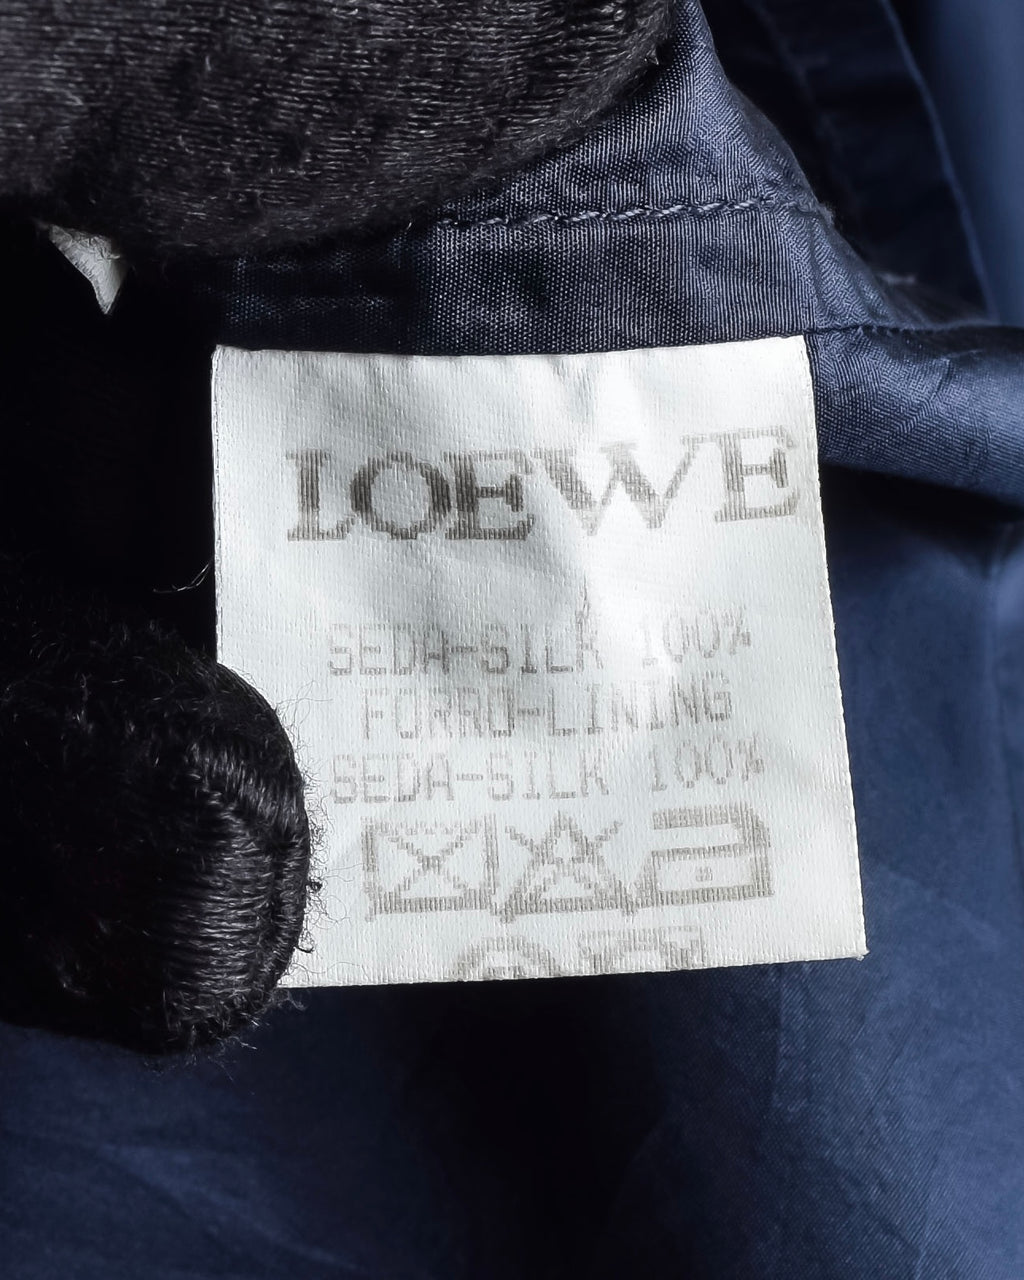 LOEWE
SEDA-SILK 100%
FORRO-LINING
SEDA-SILK 100%